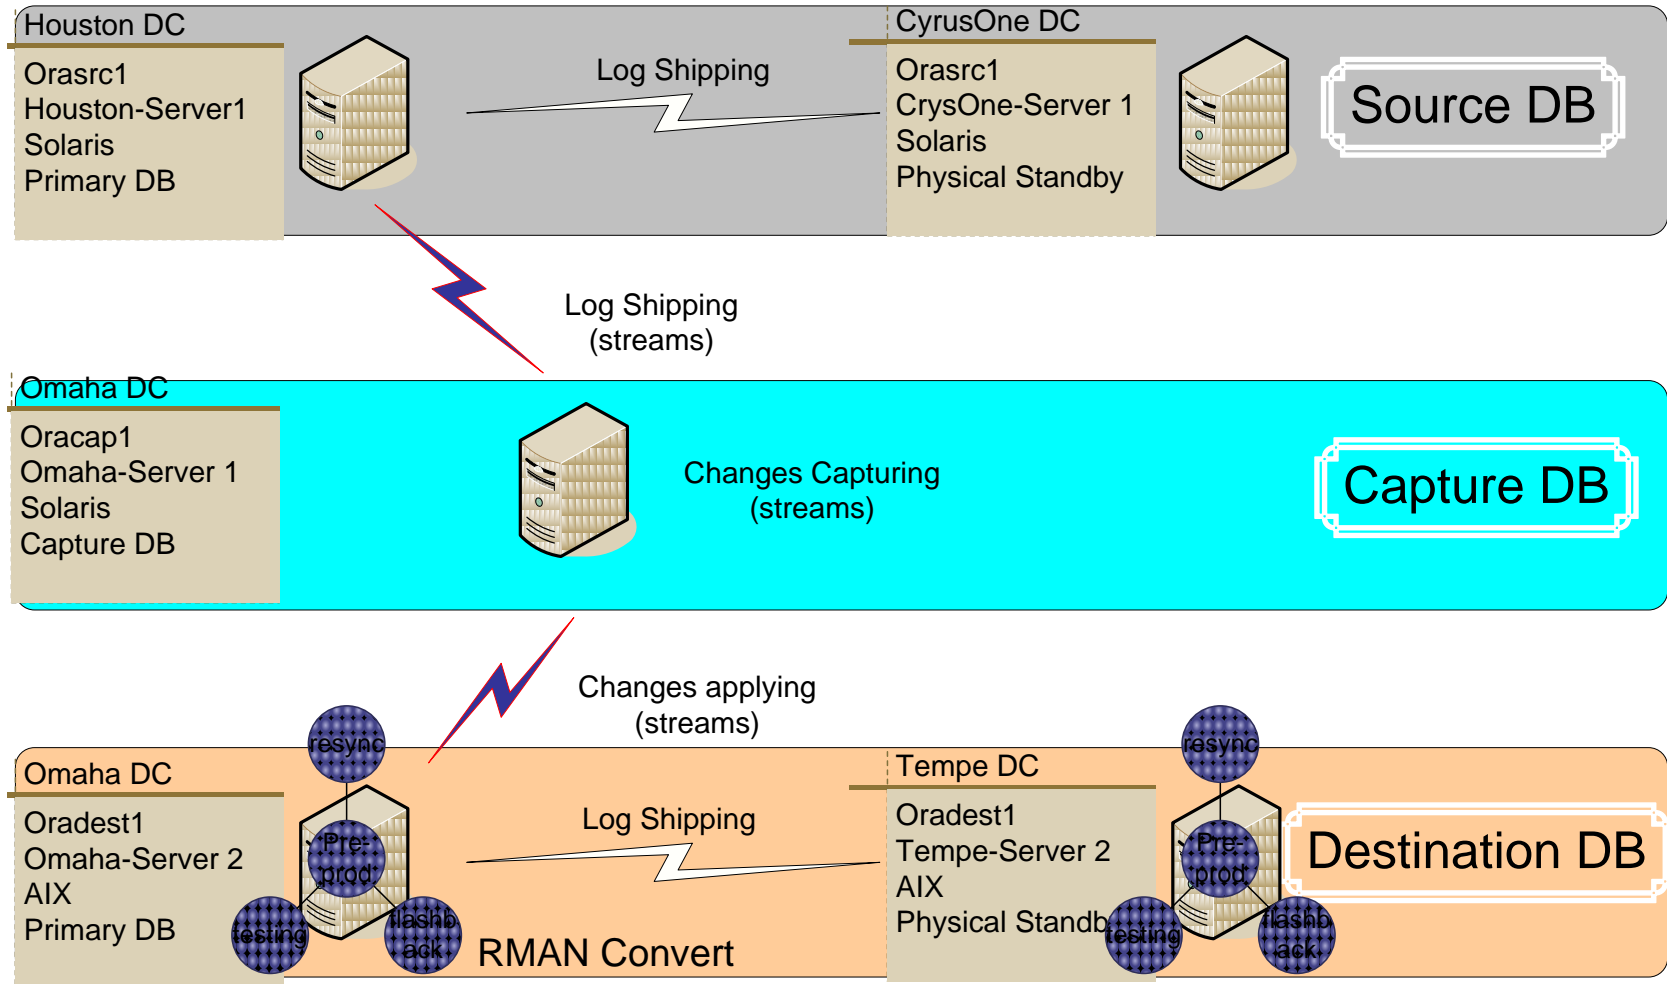 Houston DC
Orasrc1
Houston-Server1
Solaris
Primary DB
Log Shipping
CyrusOne DC
Orasrc1
CrysOne-Server 1
Solaris
Physical Standby
Source DB
Log Shipping
(streams)
Omaha DC
Oracap1
Omaha-Server 1
Solaris
Capture DB
Changes Capturing
(streams)
Capture DB
Changes applying
(streams)
Omaha DC
Oradest1
Omaha-Server 2
AIX
Primary DB
resync
Pre-
prod
testing
flashb
ack
RMAN Convert
Log Shipping
Tempe DC
Oradest1
Tempe-Server 2
AIX
Physical Standb
resync
Pre-
prod
testing
flashb
ack
Destination DB